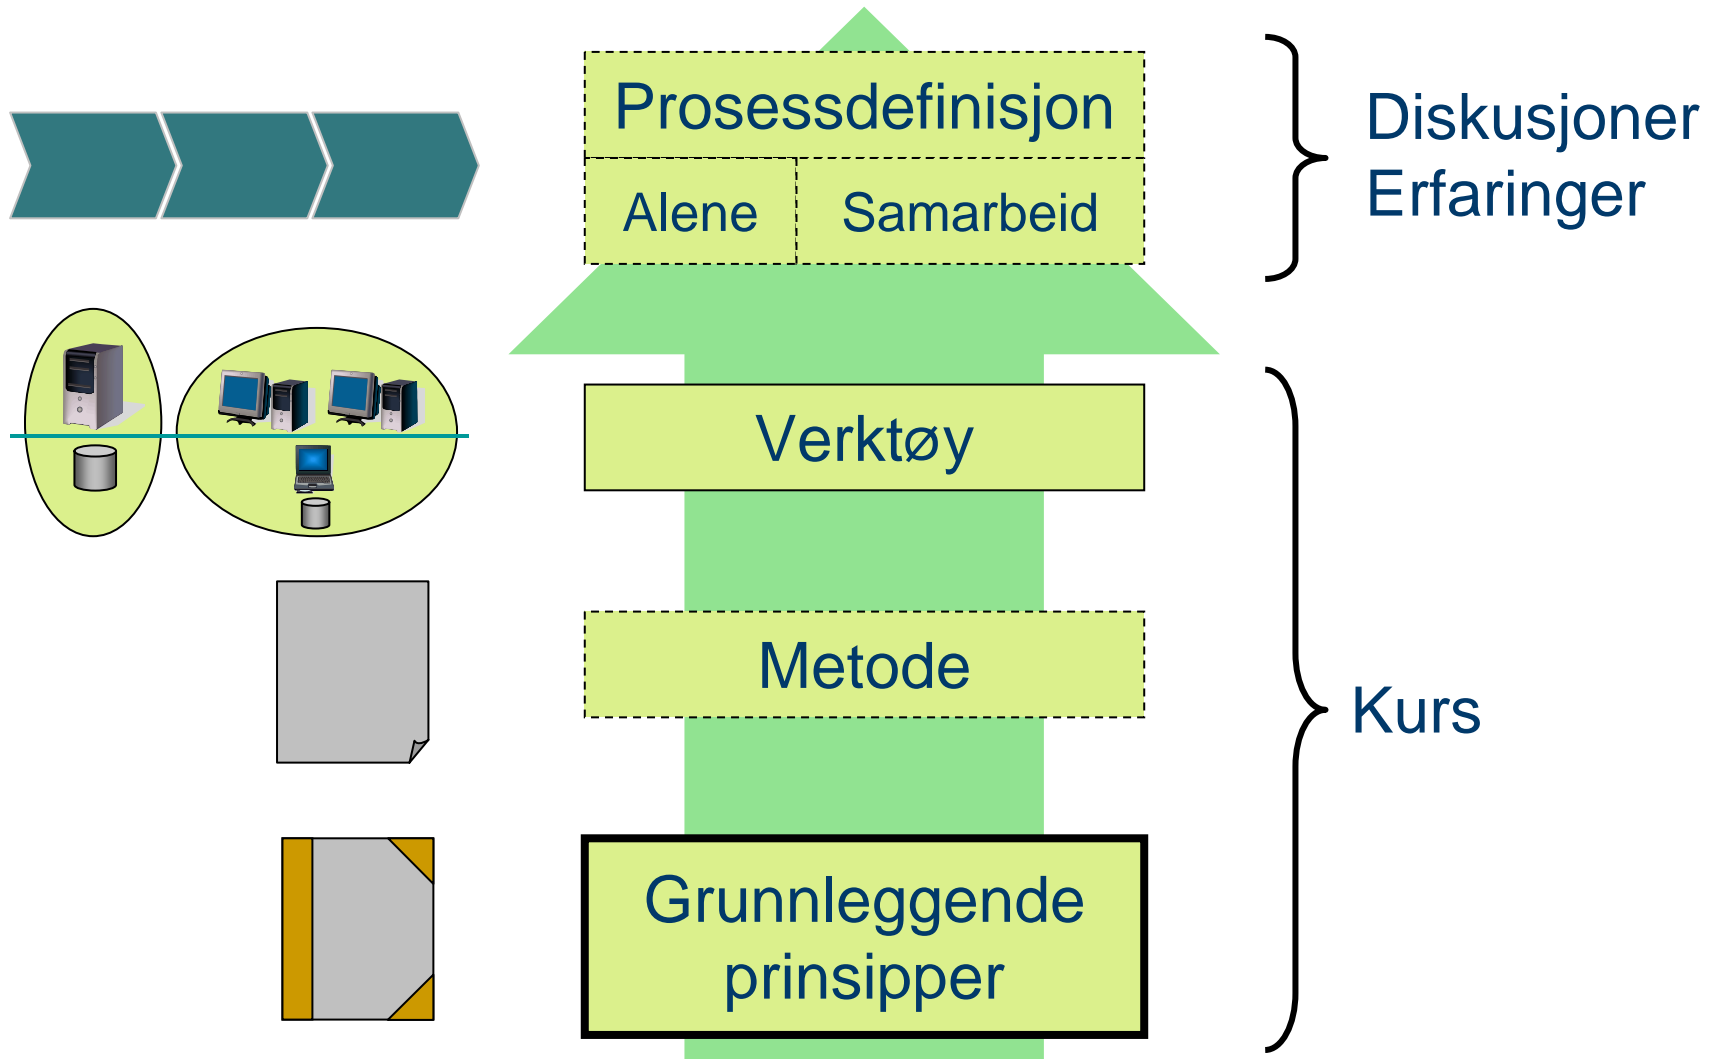 Prosessdefinisjon
Alene
Samarbeid
Diskusjoner
Erfaringer
Verktøy
Metode
Kurs
Grunnleggende
prinsipper